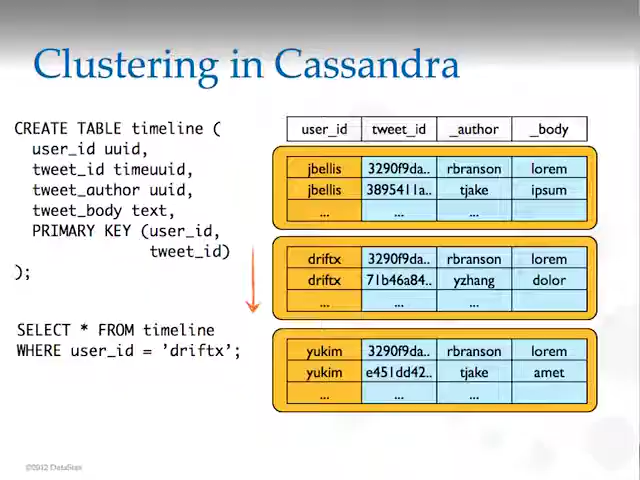 Clustering in Cassandra
CREATE TABLE timeline (
user_id uuid,
tweet_id timeuuid,
tweet_author uuid,
tweet_body text,
PRIMARY KEY (user_id,
tweet_id)
);
SELECT * FROM timeline
WHERE user_id = 'driftx';
user_id tweet_id _author _body
jbellis 3290f9da.. rbranson lorem
jbellis 3895411a.. tjake ipsum
... ... ...
driftx 3290f9da.. rbranson lorem
driftx 71b46a84.. yzhang dolor
... ... ...
yukim 3290f9da.. rbranson lorem
yukim e451dd42.. tjake amet
... ... ...
©2012 DataStax